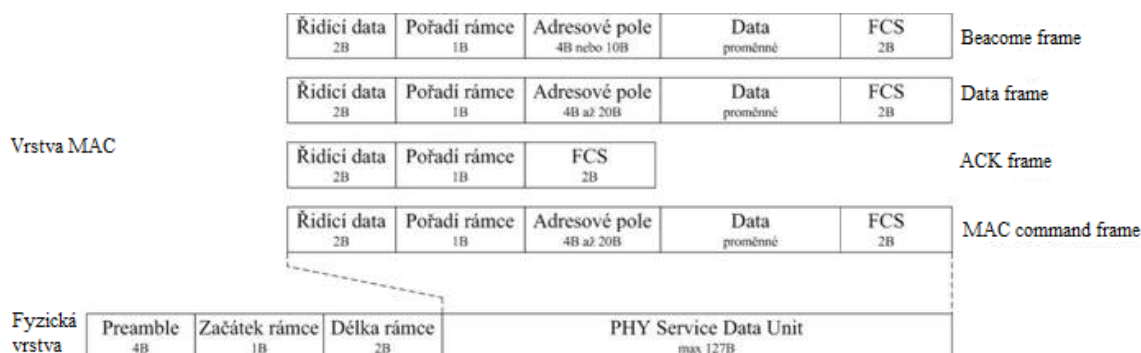 Řidící data Pořadí rámce Adresové pole Data FCS
2B 1B 4B nebo 10B proměnné 2B
Beacome frame
Řidící data Pořadí rámce Adresové pole Data FCS
2B 1B 4B až 20B proměnné 2B
Data frame
Vrstva MAC
Řidící data Pořadí rámce FCS
2B 1B 2B
ACK frame
Řidící data Pořadí rámce Adresové pole Data FCS
2B 1B 4B až 20B proměnné 2B
MAC command frame
Fyzická
vrstva
Preamble Začátek rámce Délka rámce PHY Service Data Unit
4B 1B 2B max 127B